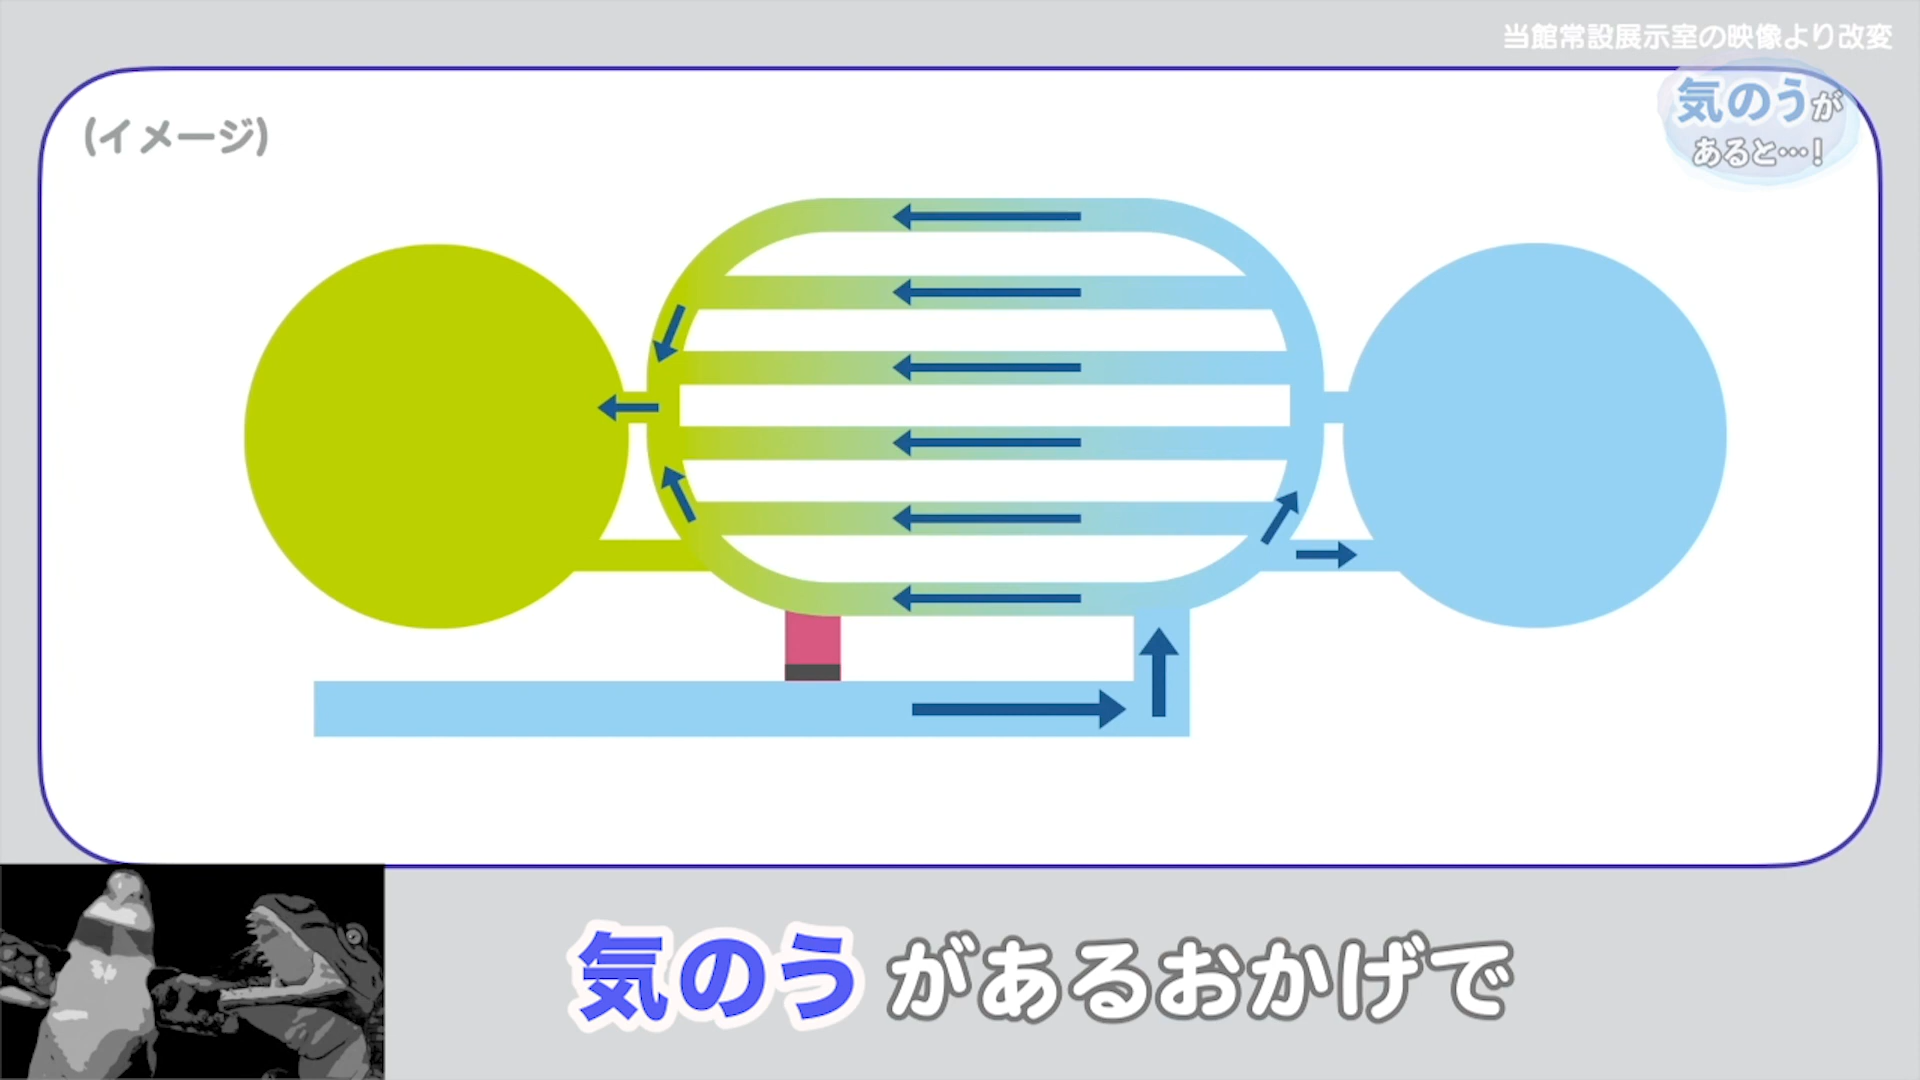 当館常設展示室の映像より改変
(イメージ)
気のうが
あると…!
気のうがあるおかげで